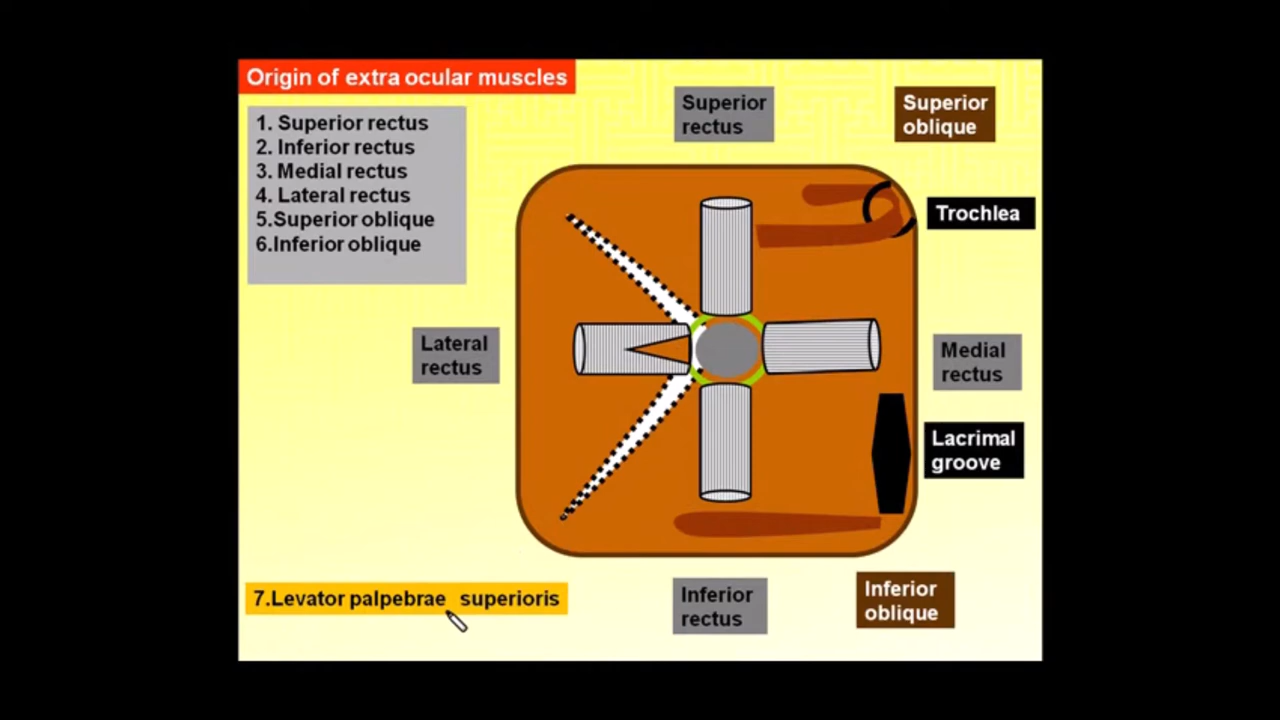 Origin of extra ocular muscles
1. Superior rectus
2. Inferior rectus
3. Medial rectus
4. Lateral rectus
5.Superior oblique
6.Inferior oblique
Superior
rectus
Superior
oblique
Trochlea
Lateral
rectus
Medial
rectus
Lacrimal
groove
7.Levator palpebrae superioris
Inferior
rectus
Inferior
oblique